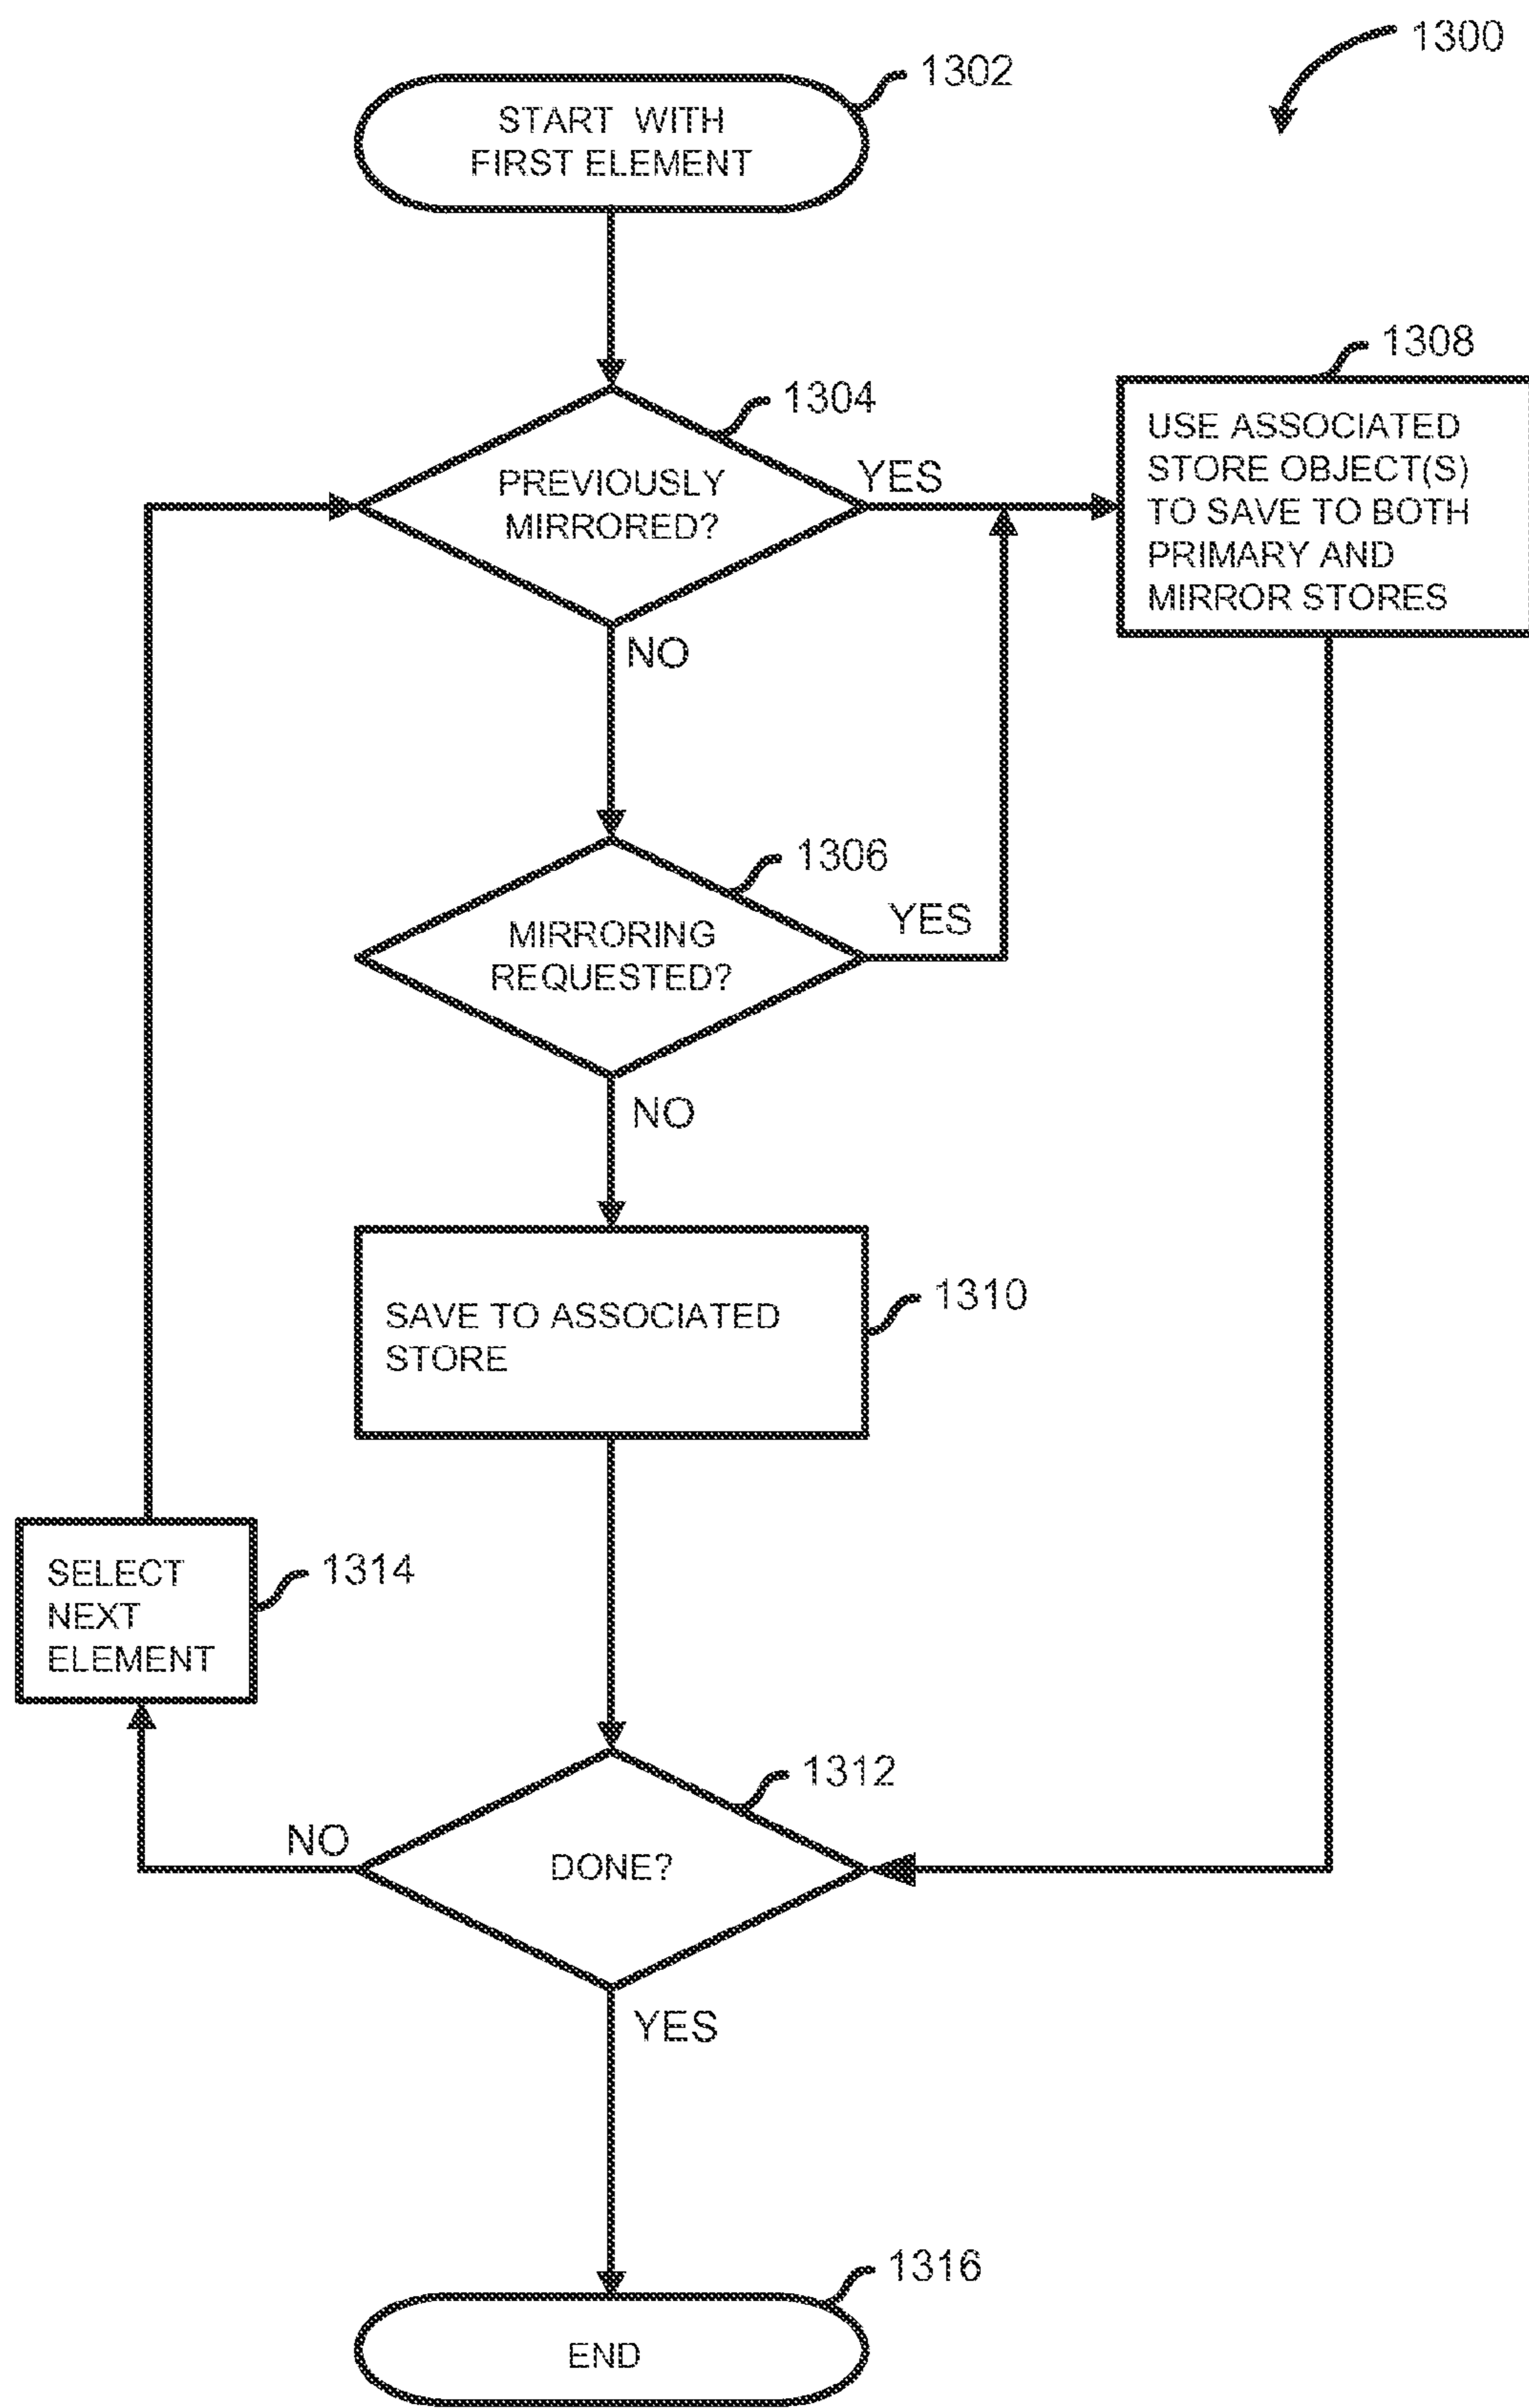 1300
1302
START WITH
FIRST ELEMENT
1304
PREVIOUSLY
MIRRORED?
YES
NO
1308
USE ASSOCIATED
STORE OBJECT(S)
TO SAVE TO BOTH
PRIMARY AND
MIRROR STORES
1306
MIRRORING
REQUESTED?
YES
NO
1310
SAVE TO ASSOCIATED
STORE
1314
SELECT
NEXT
ELEMENT
1312
DONE?
NO
YES
1316
END